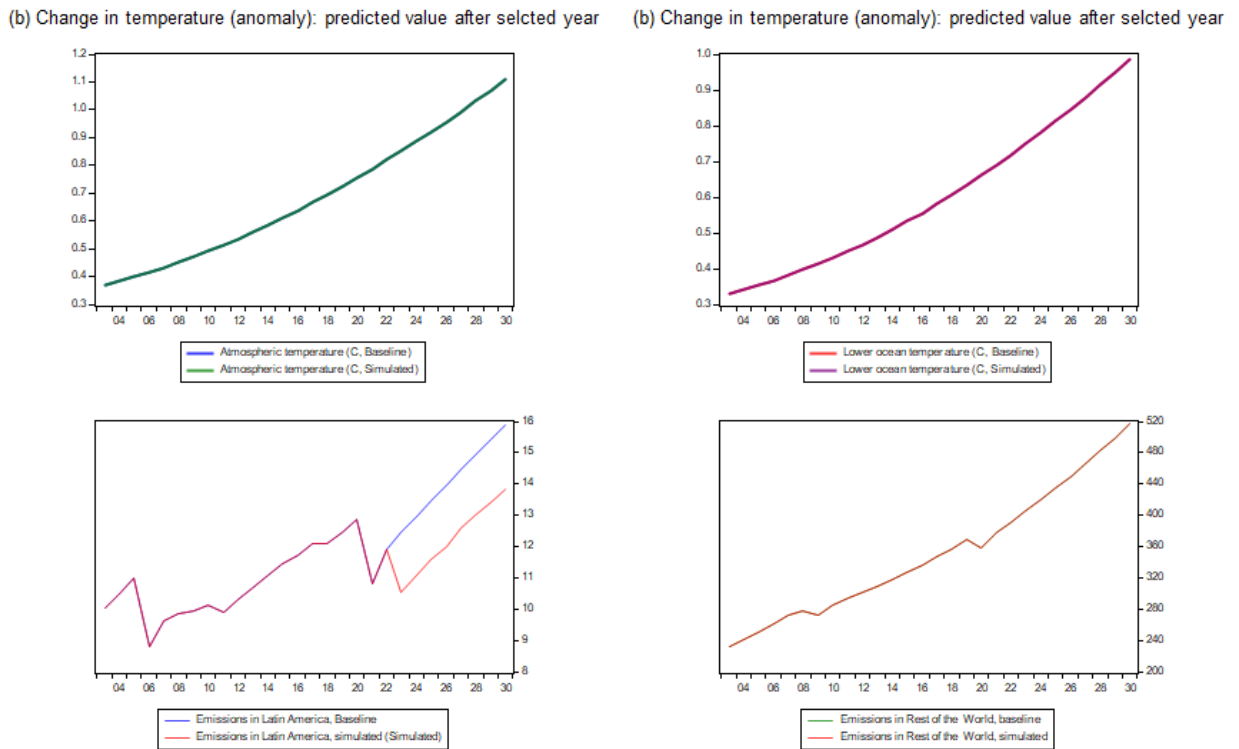 (b) Change in temperature (anomaly): predicted value after selcted year
1.2
1.1
1.0
0.9
0.8
0.7
0.6
0.5
0.4
0.3
04 06 08 10 12 14 16 18 20 22 24 26 28 30
Atmospheric temperature (C, Baseline)
Atmospheric temperature (C, Simulated)
(b) Change in temperature (anomaly): predicted value after selcted year
1.0
0.9
0.8
0.7
0.6
0.5
0.4
0.3
04 06 08 10 12 14 16 18 20 22 24 26 28 30
Lower ocean temperature (C, Baseline)
Lower ocean temperature (C, Simulated)
16
15
14
13
12
11
10
9
8
04 06 08 10 12 14 16 18 20 22 24 26 28 30
Emissions in Latin America, Baseline
Emissions in Latin America, simulated (Simulated)
520
480
440
400
360
320
280
240
200
04 06 08 10 12 14 16 18 20 22 24 26 28 30
Emissions in Rest of the World, baseline
Emissions in Rest of the World, simulated